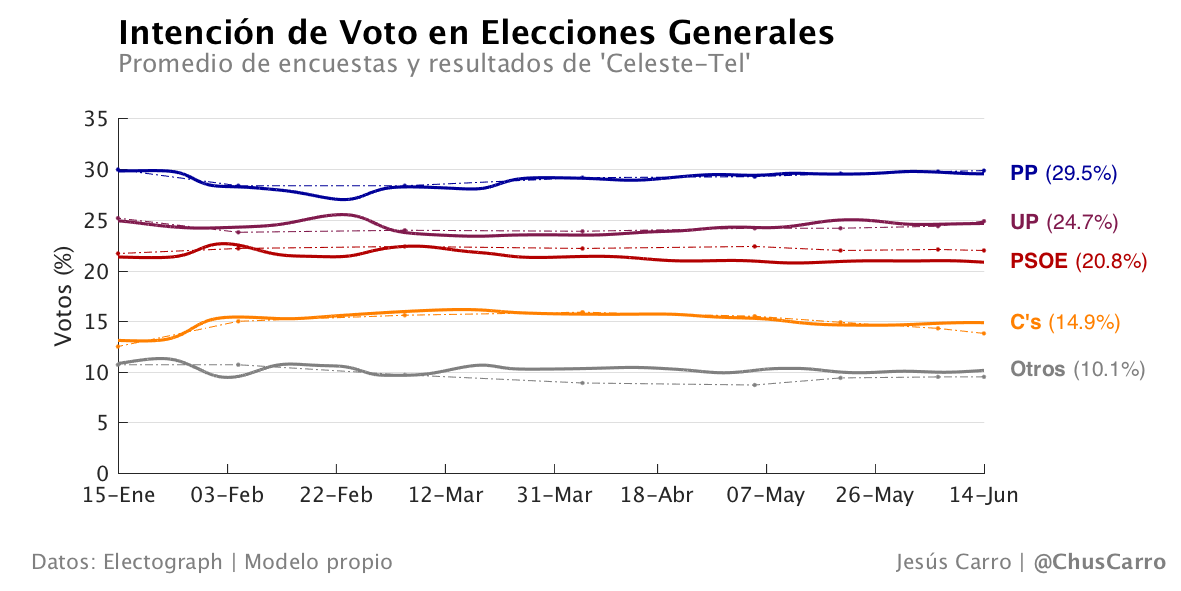 Intención de Voto en Elecciones Generales
Promedio de encuestas y resultados de 'Celeste-Tel'
Votos (%)
35
30
25
20
15
10
5
0
15-Ene 03-Feb 22-Feb 12-Mar 31-Mar 18-Abr 07-May 26-May 14-Jun
PP (29.5%)
UP (24.7%)
PSOE (20.8%)
C's (14.9%)
Otros (10.1%)
Datos: Electograph | Modelo propio
Jesús Carro | @ChusCarro